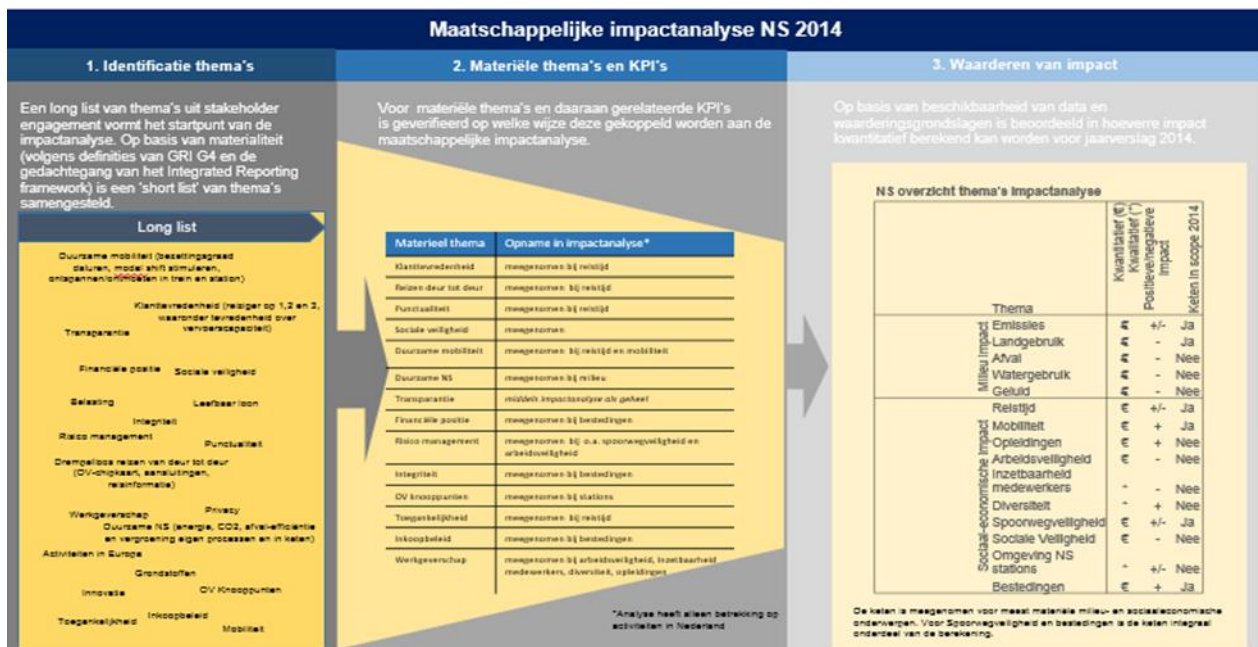 Maatschappelijke impactanalyse NS 2014
1. Identificatie thema's
Een long list van thema's uit stakeholder
engagement vormt het startpunt van de
impactanalyse. Op basis van materialiteit
(volgens definities van GRI G4 en de
gedachtegang van het Integrated Reporting
framework) is een 'short list' van thema's
samengesteld.
Long list
Duurzame mobiliteit (bezettingsgraad
daluren, modal shift stimuleren,
ontspannen/ontmoeten in trein en station)
Klanttevredenheid (reiziger op 1,2 en 3,
waaronder tevredenheid over
vervoerscapaciteit)
Transparantie
Financiële positie
Sociale veiligheid
Belasting
Leefbaar loon
Integriteit
Risico management
Punctualiteit
Drempelloos reizen van deur tot deur
(OV-chipkaart, aansluitingen,
reisinformatie)
Werkgeverschap
Privacy
Duurzame NS (energie, CO2, afval-efficiëntie
en vergroening eigen processen en in keten)
Activiteiten in Europa
Grondstoffen
Innovatie
OV Knooppunten
Toegankelijkheid
Inkoopbeleid
Mobiliteit
2. Materiële thema's en KPI's
Voor materiële thema's en daaraan gerelateerde KPI's
is geverifieerd op welke wijze deze gekoppeld worden aan de
maatschappelijke impactanalyse.
Materieel thema Opname in impactanalyse*
Klanttevredenheid meegenomen bij reistijd
Reizen deur tot deur meegenomen bij reistijd
Punctualiteit meegenomen bij reistijd
Sociale veiligheid meegenomen
Duurzame mobiliteit meegenomen bij reistijd en mobiliteit
Duurzame NS meegenomen bij milieu
Transparantie middels impactanalyse als geheel
Financiële positie meegenomen bij bestedingen
Risico management meegenomen bij o.a. spoorwegveiligheid en
arbeidsveiligheid
Integriteit meegenomen bij bestedingen
OV knooppunten meegenomen bij stations
Toegankelijkheid meegenomen bij reistijd
Inkoopbeleid meegenomen bij bestedingen
Werkgeverschap meegenomen bij arbeidsveiligheid, inzetbaarheid
medewerkers, diversiteit, opleidingen
*Analyse heeft alleen betrekking op
activiteiten in Nederland
3. Waarderen van impact
Op basis van beschikbaarheid van data en
waarderingsgrondslagen is beoordeeld in hoeverre impact
kwantitatief berekend kan worden voor jaarverslag 2014.
NS overzicht thema's Impactanalyse
Thema
Kwantitatief (€)
Kwalitatief (*)
Positieve/negatieve
Impact
Keten in scope 2014
Milieu Impact
Emissies € +/- Ja
Landgebruik € - Ja
Afval € - Nee
Watergebruik € - Nee
Geluid € - Nee
Sociaal-economische Impact
Reistijd € +/- Ja
Mobiliteit € + Ja
Opleidingen € + Nee
Arbeidsveiligheid € - Nee
Inzetbaarheid
medewerkers * - Nee
Diversiteit * + Nee
Spoorwegveiligheid € +/- Ja
Sociale Veiligheid € - Nee
Omgeving NS
stations * +/- Nee
Bestedingen € + Ja
De keten is meegenomen voor meest materiële milieu- en sociaaleconomische
onderwerpen. Voor Spoorwegveiligheid en bestedingen is de keten integraal
onderdeel van de berekening.